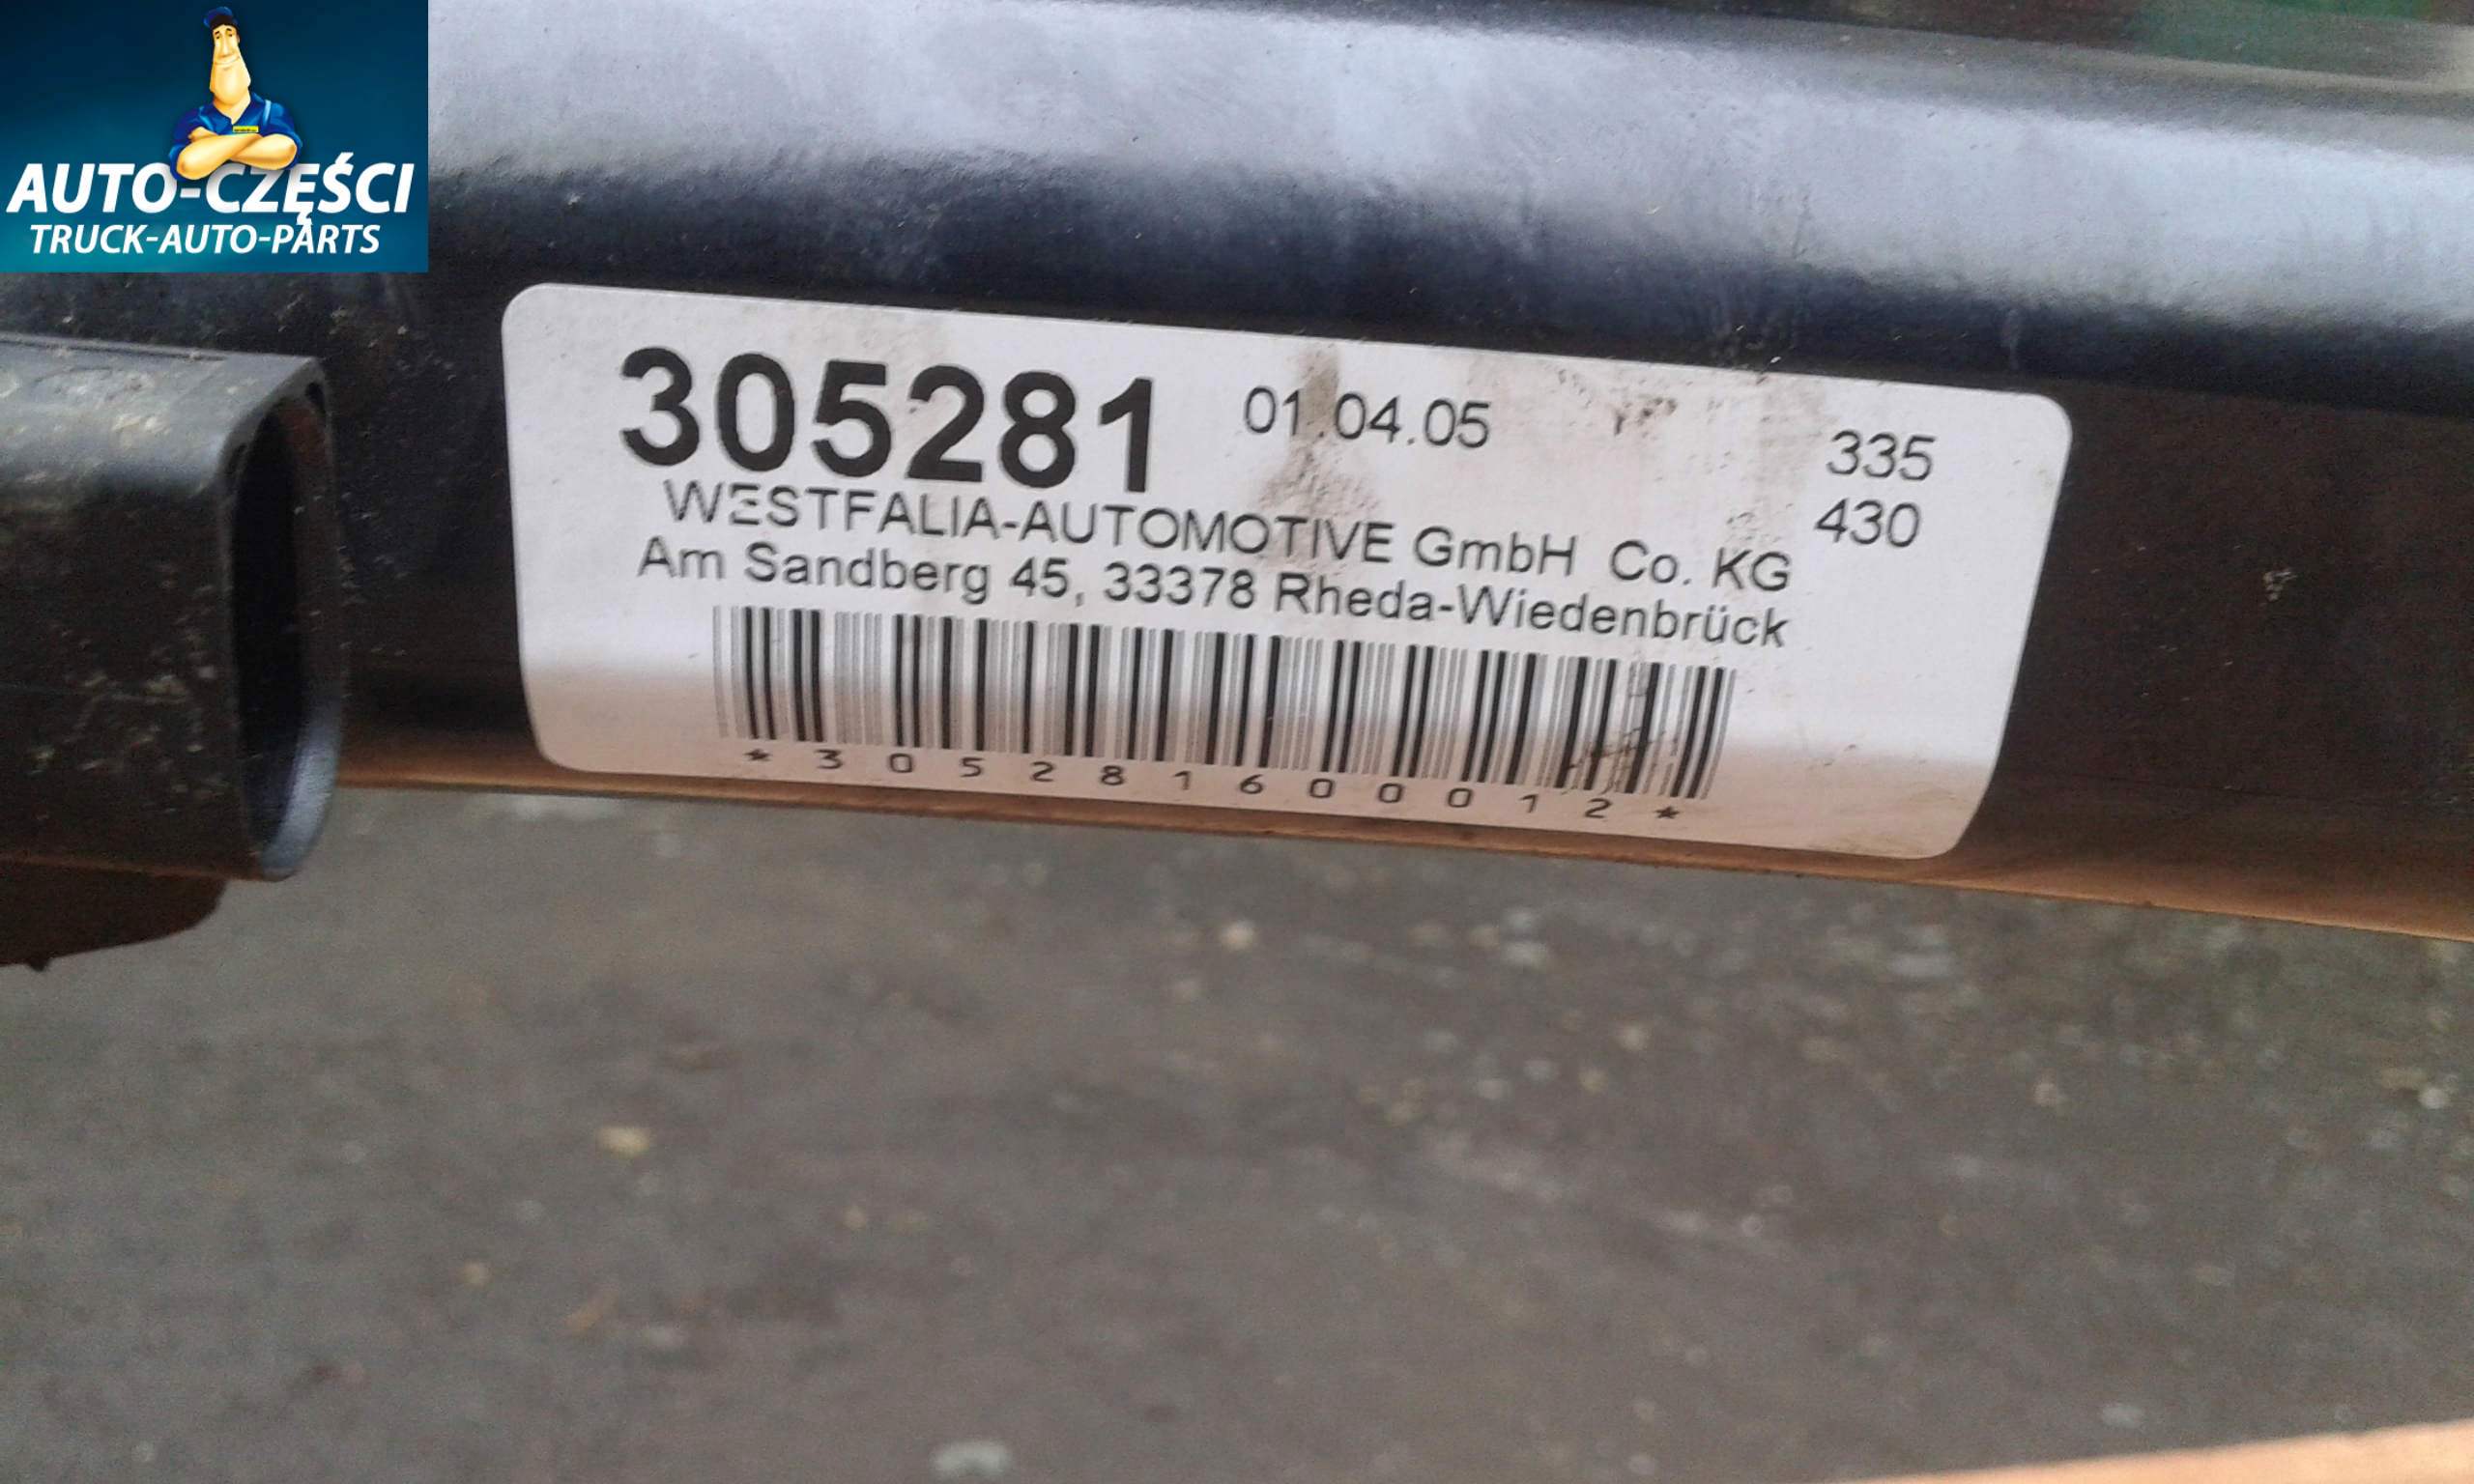 AUTO-CZĘŚCI
TRUCK-AUTO-PARTS
305281 01.04.05 335
430
WESTFALIA-AUTOMOTIVE GmbH Co. KG
Am Sandberg 45, 33378 Rheda-Wiedenbrück
*305281600012*